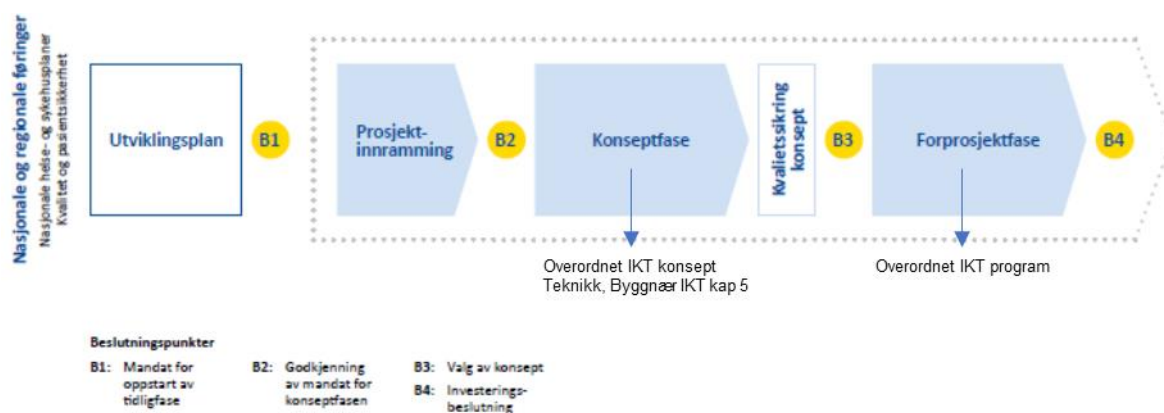 Nasjonale og regionale føringer
Nasjonale helse- og sykehusplaner
Kvalitet og pasientsikkerhet
Utviklingsplan
B1
Prosjekt-
innramming
B2
Konseptfase
Kvalietssikring
konsept
B3
Forprosjektfase
B4
Overordnet IKT konsept
Teknikk, Byggnær IKT kap 5
Overordnet IKT program
Beslutningspunkter
B1: Mandat for
oppstart av
tidligfase
B2: Godkjenning
av mandat for
konseptfasen
B3: Valg av konsept
B4: Investerings-
beslutning